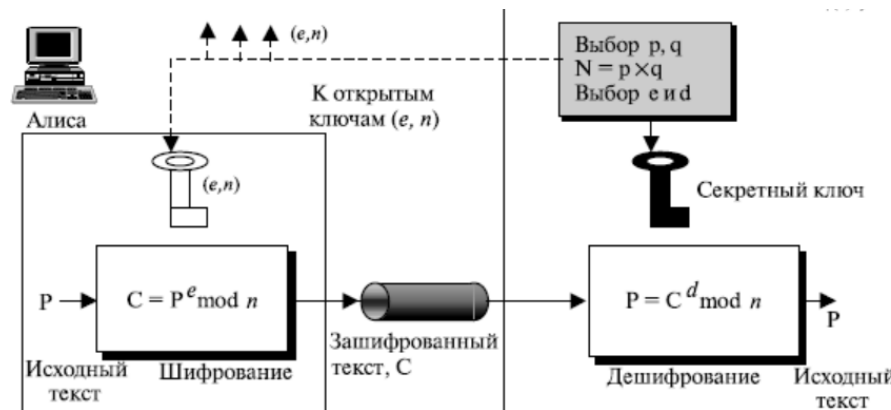 (e,n)
Выбор p, q
N = p × q
Выбор e и d
Алиса
К открытым
ключам (e, n)
(e,n)
Секретный ключ
P
C = P^e mod n
P = C^d mod n
P
Исходный
текст
Шифрование
Зашифрованный
текст, C
Дешифрование
Исходный
текст